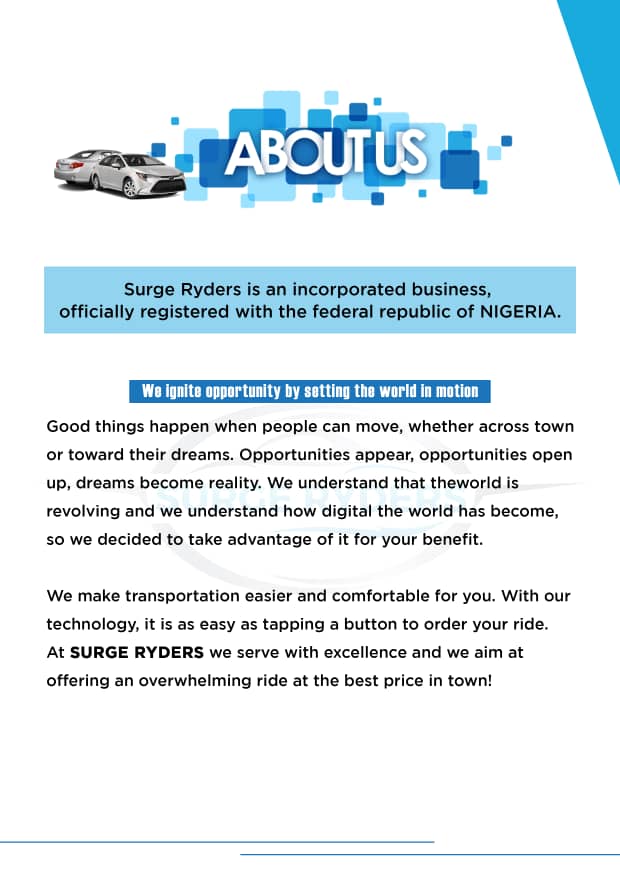 ABOUT US
Surge Ryders is an incorporated business,
officially registered with the federal republic of NIGERIA.
We ignite opportunity by setting the world in motion
Good things happen when people can move, whether across town
or toward their dreams. Opportunities appear, opportunities open
up, dreams become reality. We understand that theworld is
SURGE RYDERS
revolving and we understand how digital the world has become,
so we decided to take advantage of it for your benefit.
We make transportation easier and comfortable for you. With our
technology, it is as easy as tapping a button to order your ride.
At SURGE RYDERS we serve with excellence and we aim at
offering an overwhelming ride at the best price in town!